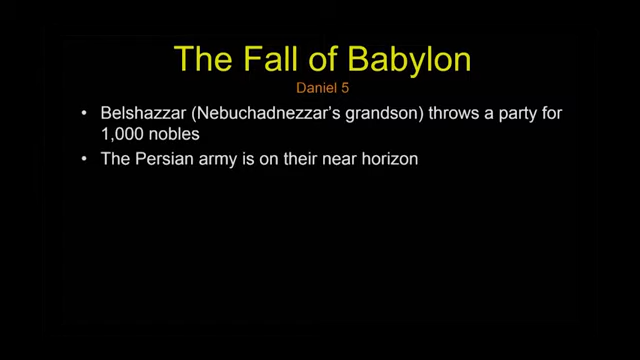 The Fall of Babylon
Daniel 5
• Belshazzar (Nebuchadnezzar's grandson) throws a party for
1,000 nobles
• The Persian army is on their near horizon